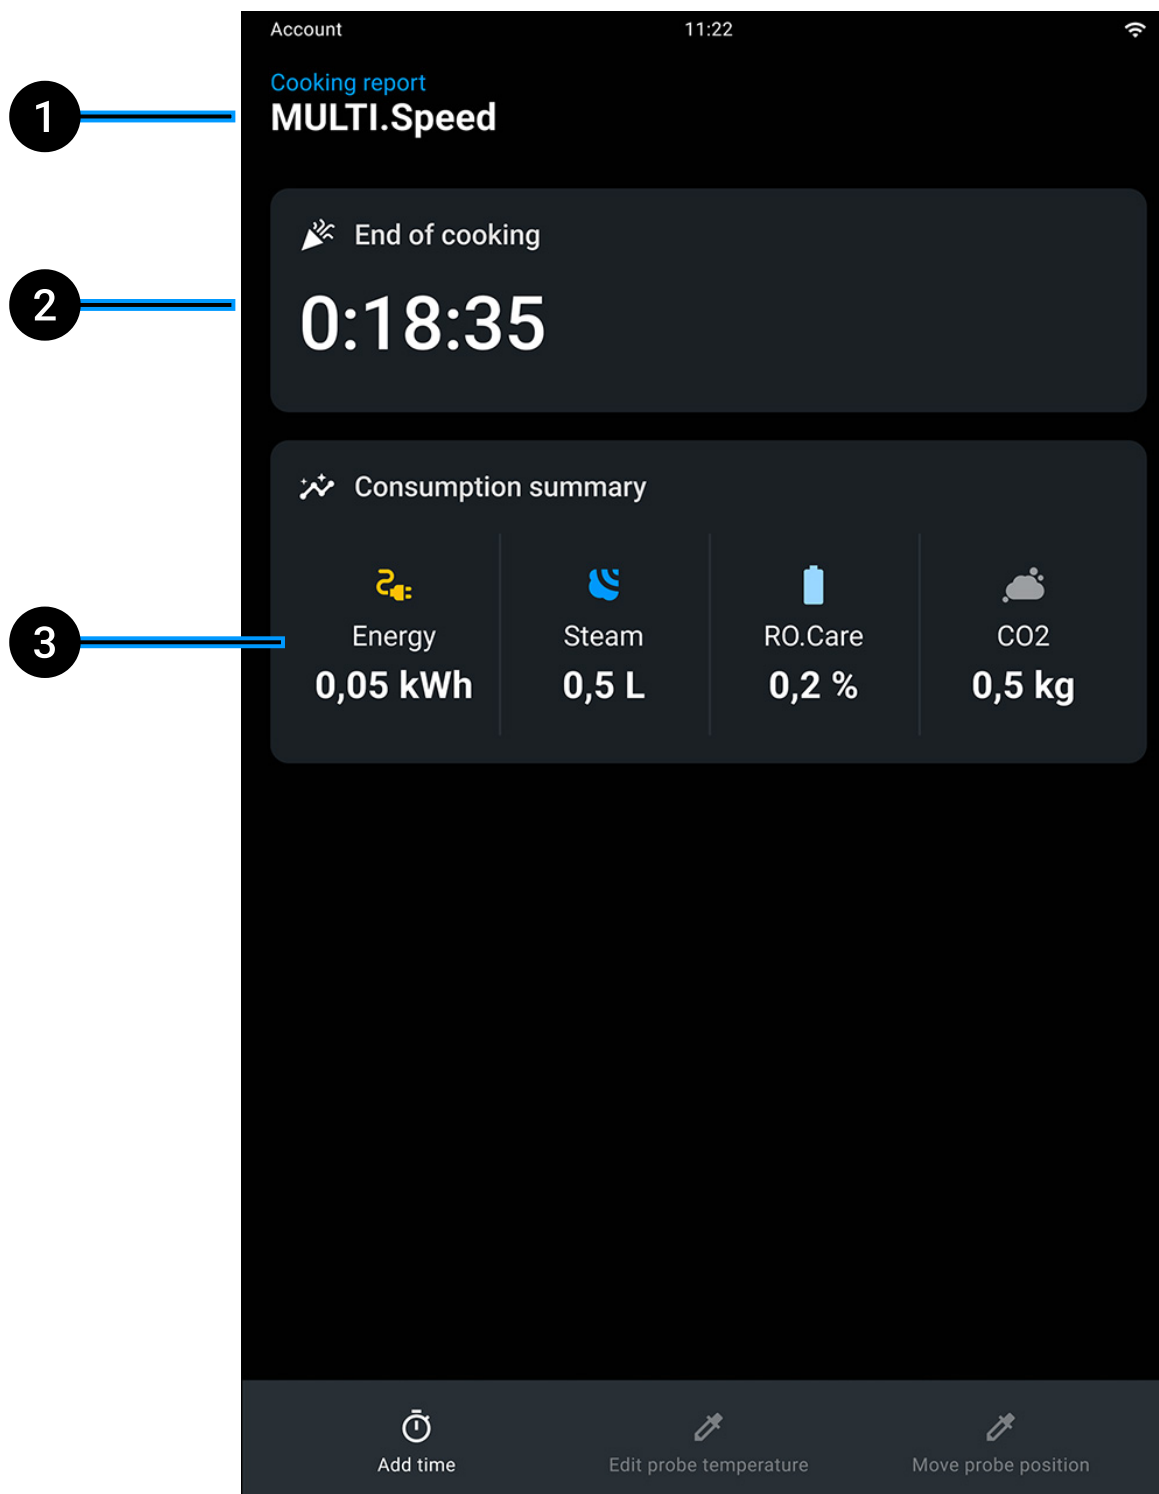 Account 11:22
1
Cooking report
MULTI.Speed
End of cooking
2
0:18:35
Consumption summary
3
Energy Steam RO.Care CO2
0,05 kWh 0,5 L 0,2 % 0,5 kg
Add time Edit probe temperature Move probe position